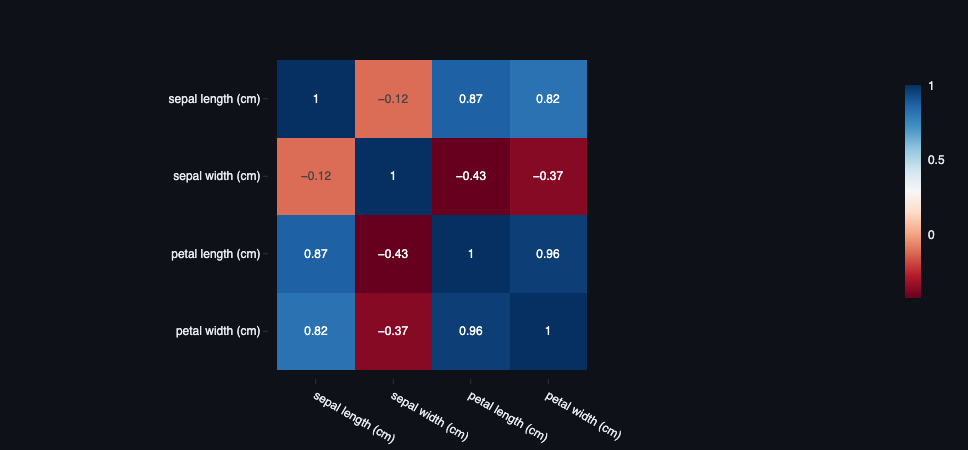 sepal length (cm) 1 −0.12 0.87 0.82
sepal width (cm) −0.12 1 −0.43 −0.37
petal length (cm) 0.87 −0.43 1 0.96
petal width (cm) 0.82 −0.37 0.96 1
sepal length (cm) sepal width (cm) petal length (cm) petal width (cm)
1
0.5
0